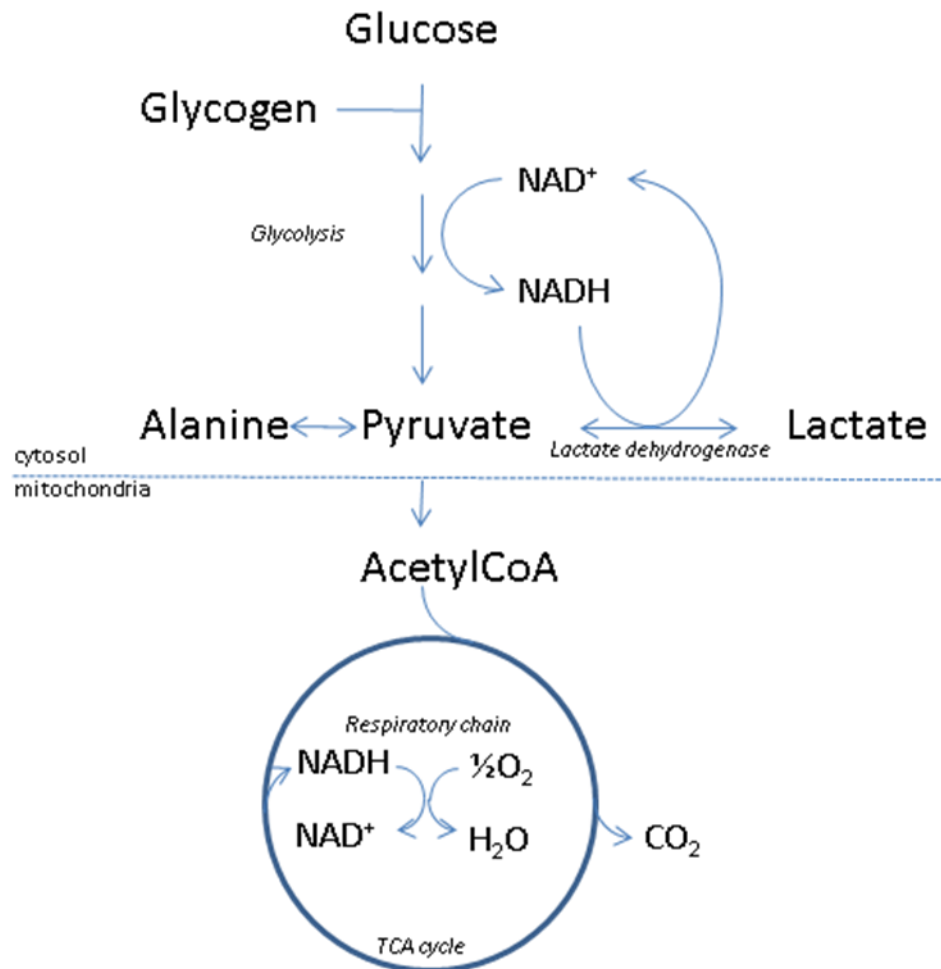 Glucose
Glycogen
NAD⁺
Glycolysis
NADH
Alanine Pyruvate Lactate
Lactate dehydrogenase
cytosol
mitochondria
AcetylCoA
Respiratory chain
NADH ½O₂
NAD⁺ H₂O CO₂
TCA cycle